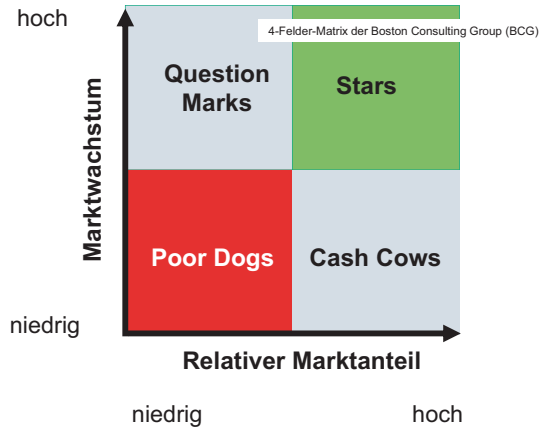 hoch
4-Felder-Matrix der Boston Consulting Group (BCG)
Question
Marks
Stars
Marktwachstum
Poor Dogs
Cash Cows
niedrig
Relativer Marktanteil
niedrig
hoch